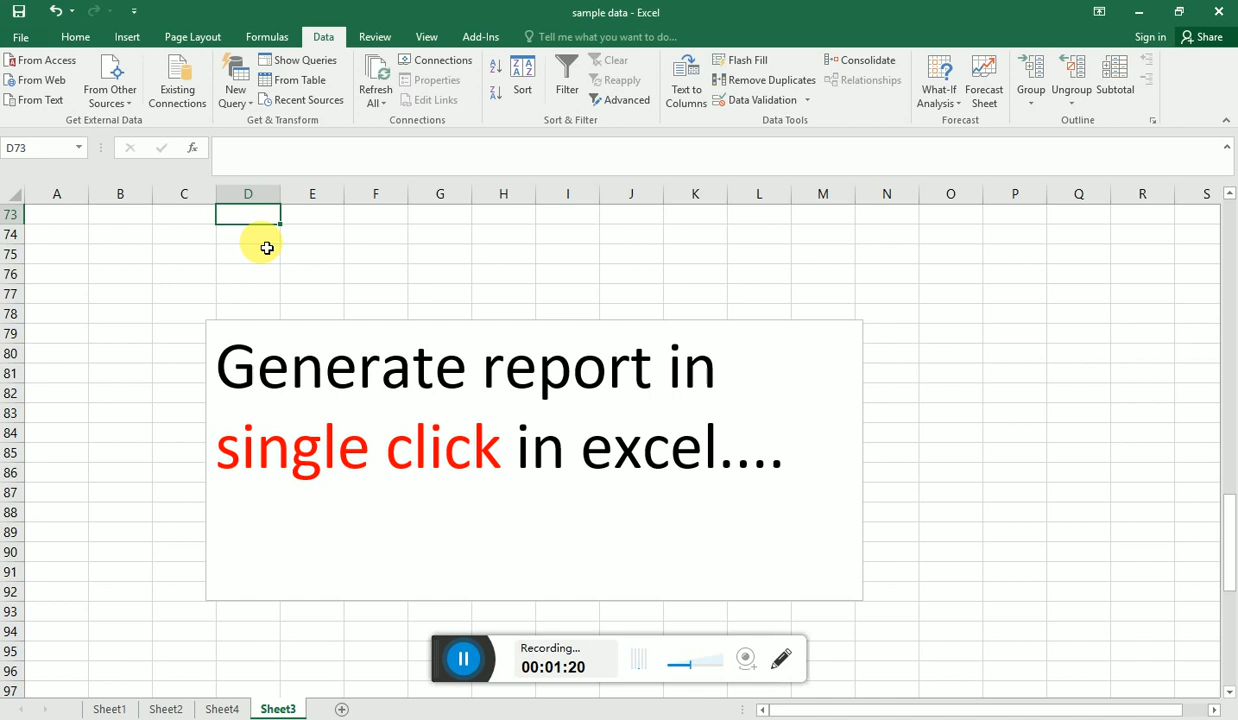 sample data - Excel
File Home Insert Page Layout Formulas Data Review View Add-Ins Tell me what you want to do... Sign in Share
From Access
From Web
From Text
From Other Sources
Existing Connections
Get External Data
New Query
Show Queries
From Table
Recent Sources
Get & Transform
Refresh All
Connections
Properties
Edit Links
Connections
Sort
Filter
Clear
Reapply
Advanced
Sort & Filter
Text to Columns
Flash Fill
Remove Duplicates
Data Validation
Consolidate
Relationships
Data Tools
What-If Analysis
Forecast Sheet
Forecast
Group
Ungroup
Subtotal
Outline
D73
fx
A B C D E F G H I J K L M N O P Q R S
73
74
75
76
77
78
79
80
81
82
83
84
85
86
87
88
89
90
91
92
93
94
95
96
97
Generate report in
single click in excel....
Recording...
00:01:20
Sheet1 Sheet2 Sheet4 Sheet3